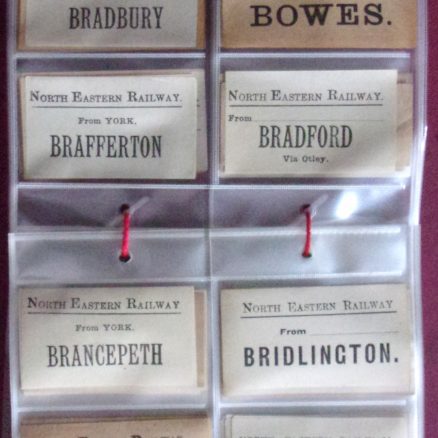 BRADBURY
BOWES.
NORTH EASTERN RAILWAY.
From YORK.
BRAFFERTON
NORTH EASTERN RAILWAY.
From
BRADFORD
Via Otley.
NORTH EASTERN RAILWAY
From YORK.
BRANCEPETH
NORTH EASTERN RAILWAY
From
BRIDLINGTON.